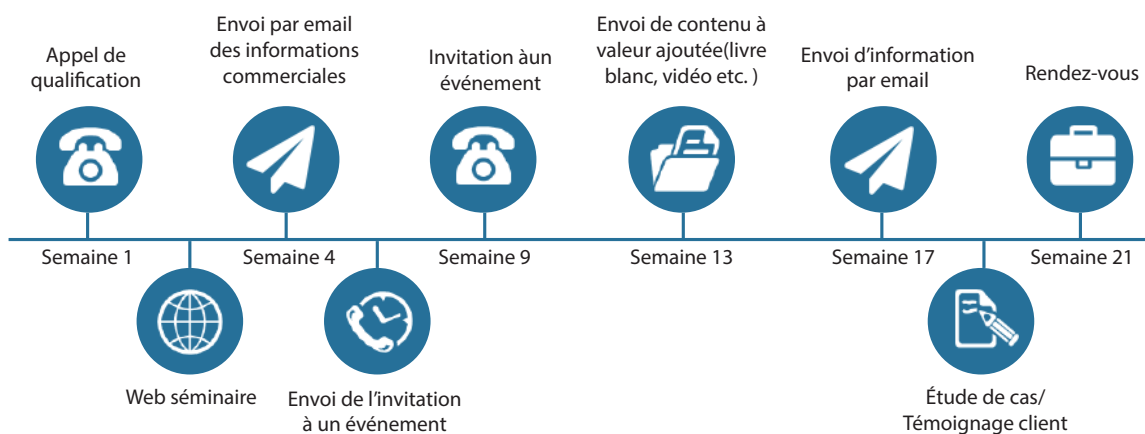 Appel de
qualification
Envoi par email
des informations
commerciales
Invitation àun
événement
Envoi de contenu à
valeur ajoutée(livre
blanc, vidéo etc. )
Envoi d’information
par email
Rendez-vous
Semaine 1
Semaine 4
Semaine 9
Semaine 13
Semaine 17
Semaine 21
Web séminaire
Envoi de l’invitation
à un événement
Étude de cas/
Témoignage client